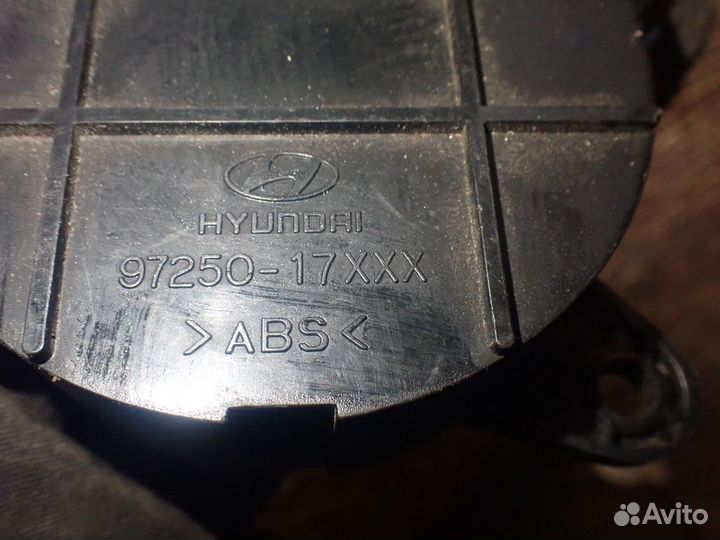 HYUNDAI
97250-17XXX
>ABS<
Avito